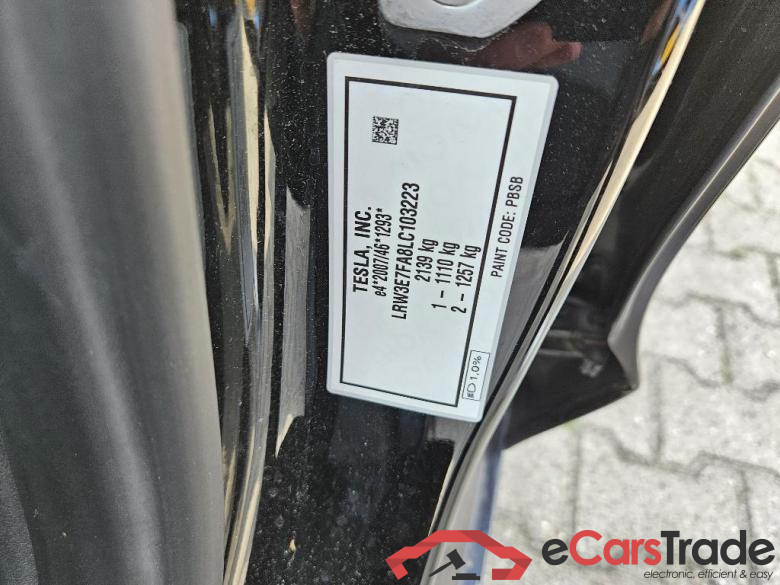 TESLA, INC.
e4*2007/46*1293*
LRW3E7FA8LC103223
2139 kg
1 – 1110 kg
2 – 1257 kg
PAINT CODE: PBSB
1.0%
eCarsTrade
electronic, efficient & easy